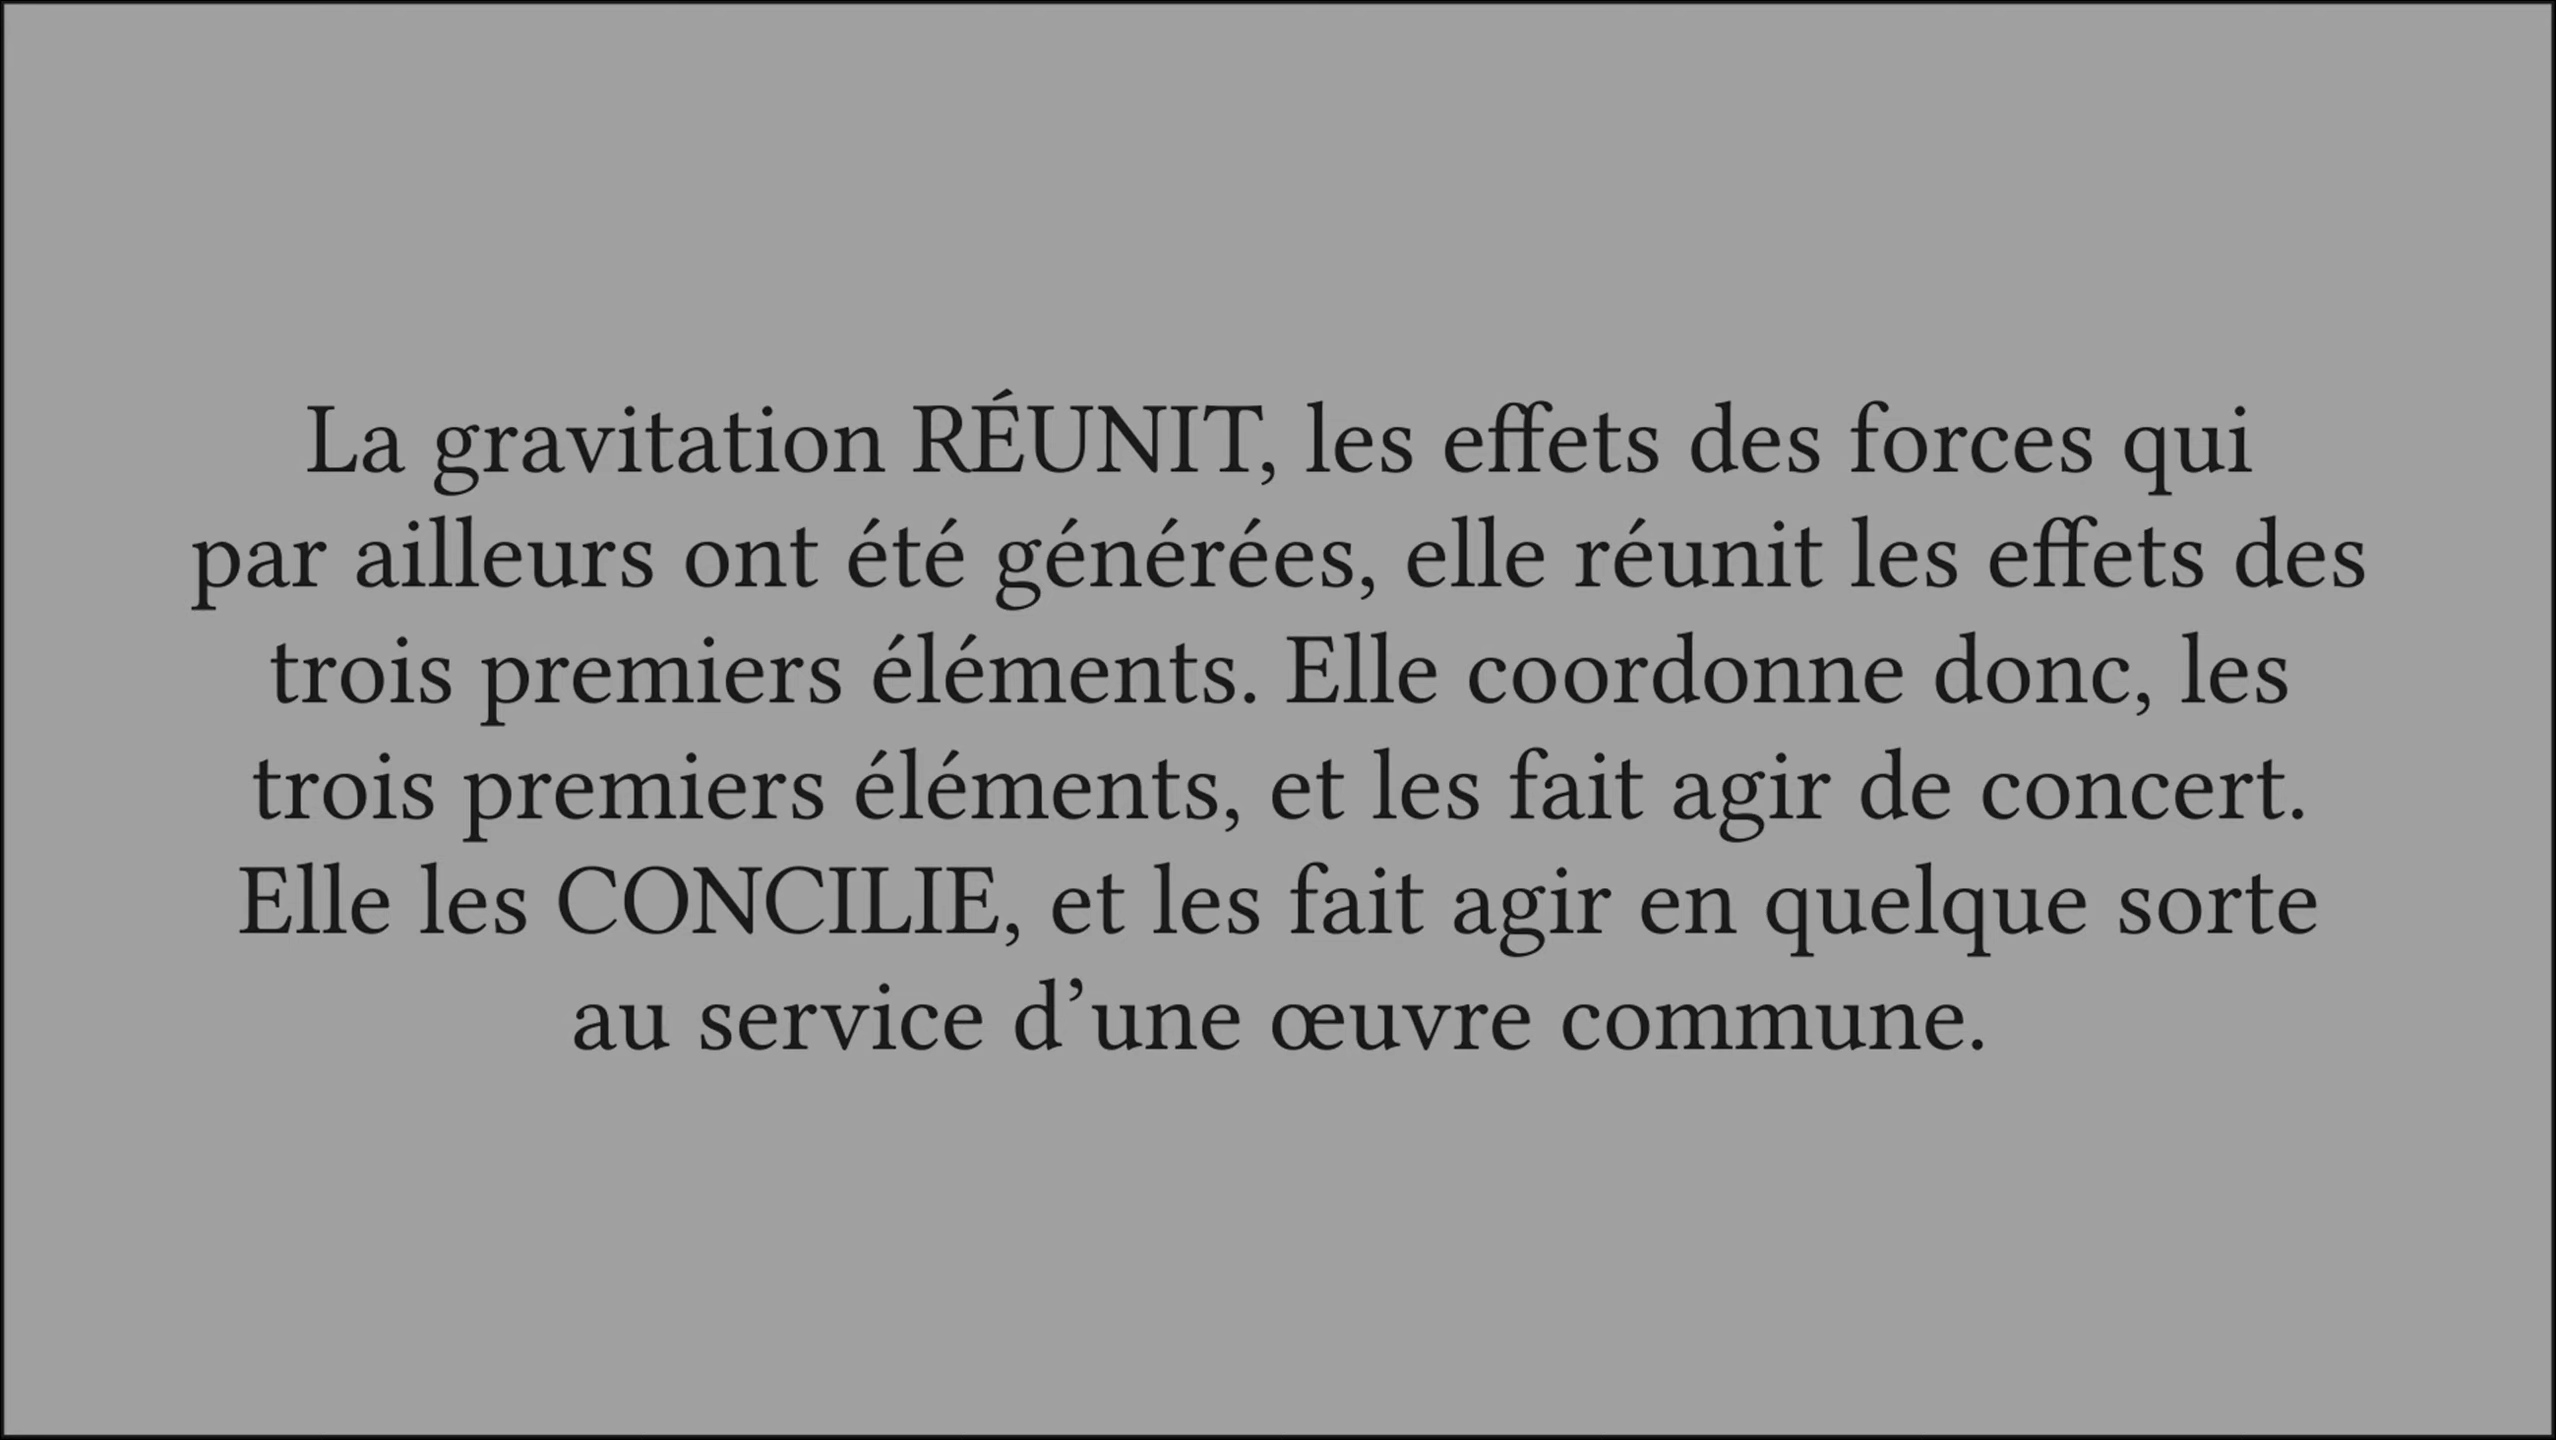 La gravitation RÉUNIT, les effets des forces qui
par ailleurs ont été générées, elle réunit les effets des
trois premiers éléments. Elle coordonne donc, les
trois premiers éléments, et les fait agir de concert.
Elle les CONCILIE, et les fait agir en quelque sorte
au service d’une œuvre commune.